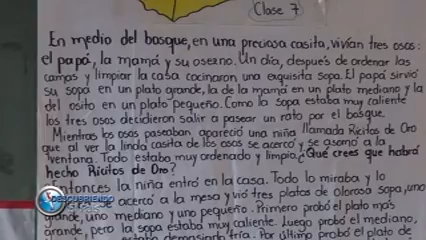 Clase 7
En medio del bosque, en una preciosa casita, vivían tres osos:
el papá, la mamá y su osezno. Un día, después de ordenar las
camas y limpiar la casa cocinaron una exquisita sopa. El papá sirvió
su sopa en un plato grande, la de la mamá en un plato mediano y la
del osito en un plato pequeño. Como la sopa estaba muy caliente
los tres osos decidieron salir a pasear un rato por el bosque.
Mientras los osos paseaban, apareció una niña llamada Ricitos de Oro
que al ver la linda casita de los osos se acercó y se asomó a la
ventana. Todo estaba muy ordenado y limpio ¿Qué crees que habrá
hecho Ricitos de Oro?
Entonces la niña entró en la casa. Todo lo miraba y lo
se acercó a la mesa y vió tres platos de olorosa sopa, uno
grande, uno mediano y uno pequeño. Primero probó el plato más
grande, pero la sopa estaba muy caliente. Luego probó el mediano,
estaba demasiado fría. Por último probó el plato de
DESCUBRIENDO